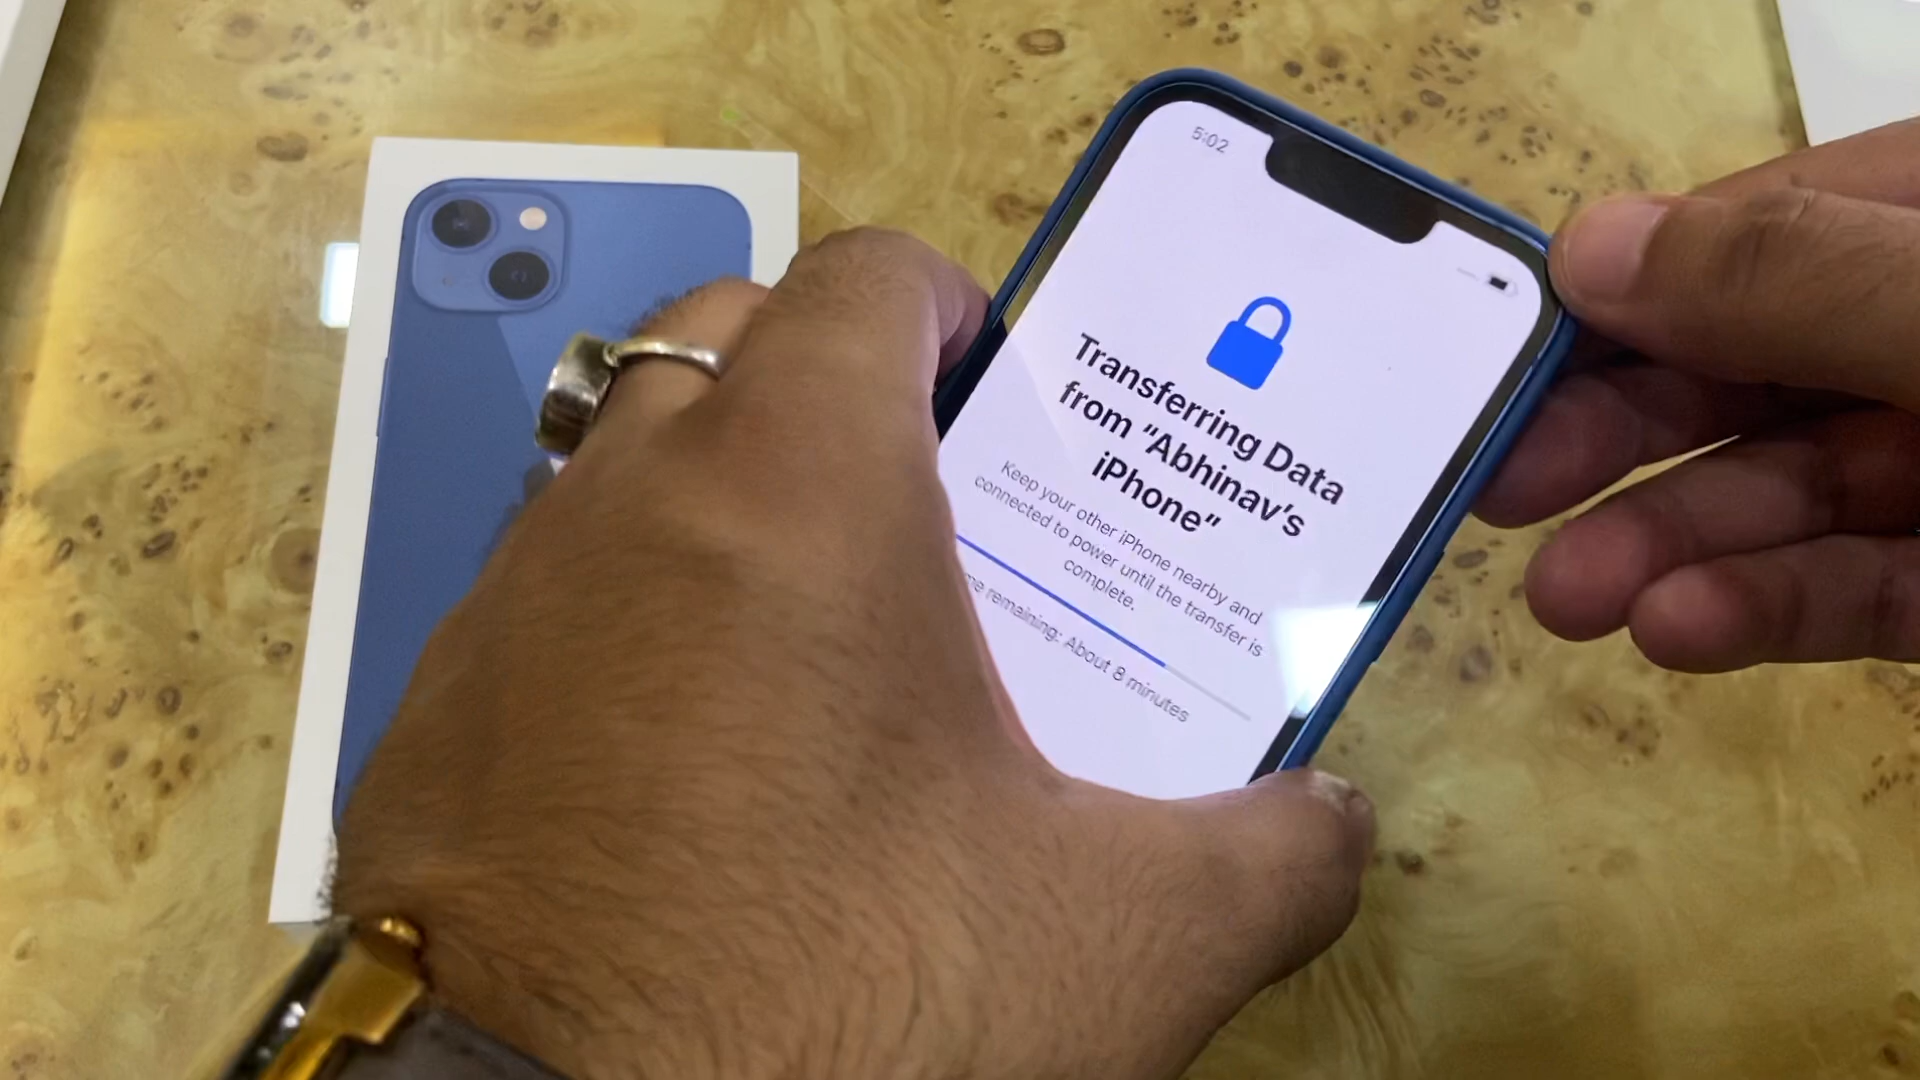 5:02
Transferring Data
from “Abhinav’s
iPhone”
Keep your other iPhone nearby and
connected to power until the transfer is
complete.
remaining: About 8 minutes